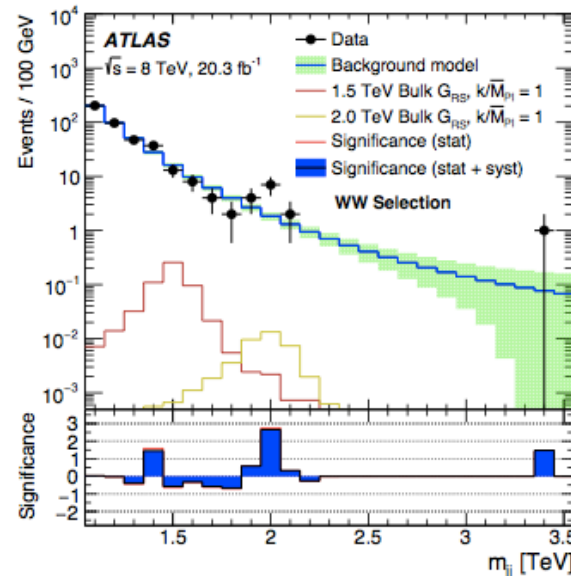 ATLAS
√s = 8 TeV, 20.3 fb⁻¹
Data
Background model
1.5 TeV Bulk G_RS, k/M̅_Pl = 1
2.0 TeV Bulk G_RS, k/M̅_Pl = 1
Significance (stat)
Significance (stat + syst)
WW Selection
Events / 100 GeV
10⁴
10³
10²
10
1
10⁻¹
10⁻²
10⁻³
Significance
3
2
1
0
-1
-2
1.5 2 2.5 3 3.5
m_jj [TeV]